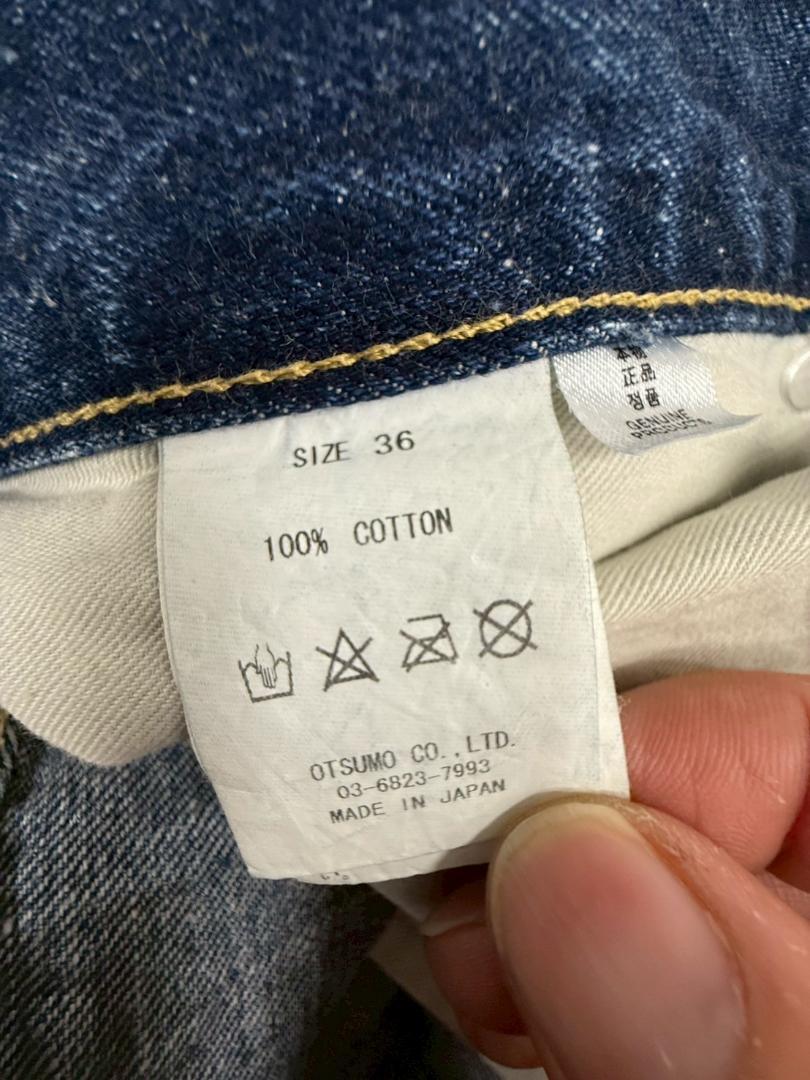 SIZE 36
100% COTTON
OTSUMO CO.,LTD.
03-6823-7993
MADE IN JAPAN
本物
正品
정품
GENUINE
PRODUCTS